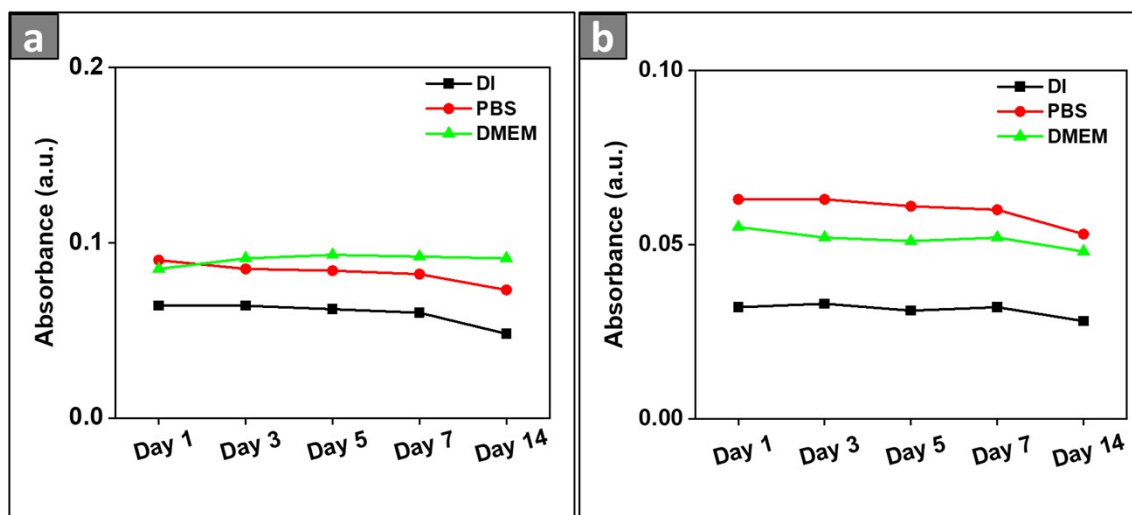 a
0.2
0.1
0.0
Absorbance (a.u.)
DI
PBS
DMEM
Day 1
Day 3
Day 5
Day 7
Day 14
b
0.10
0.05
0.00
Absorbance (a.u.)
DI
PBS
DMEM
Day 1
Day 3
Day 5
Day 7
Day 14